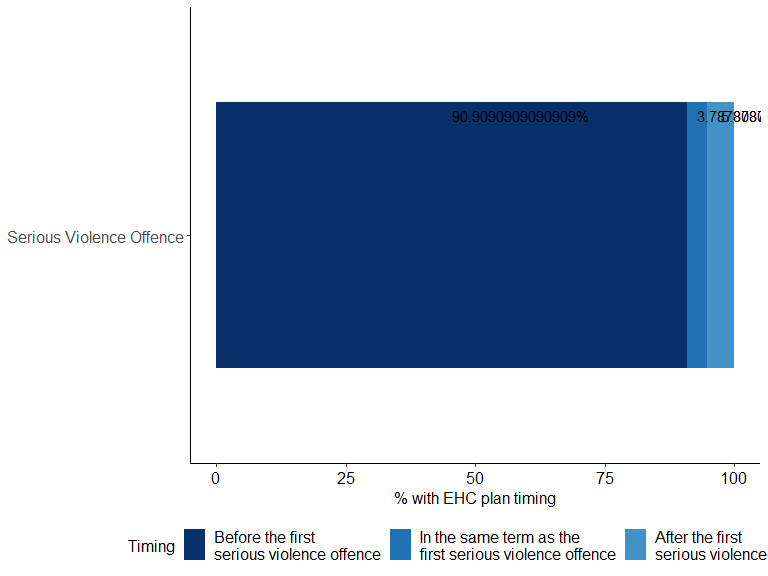 90.9090909090909%
Serious Violence Offence
0 25 50 75 100
% with EHC plan timing
Timing
Before the first
serious violence offence
In the same term as the
first serious violence offence
After the first
serious violence